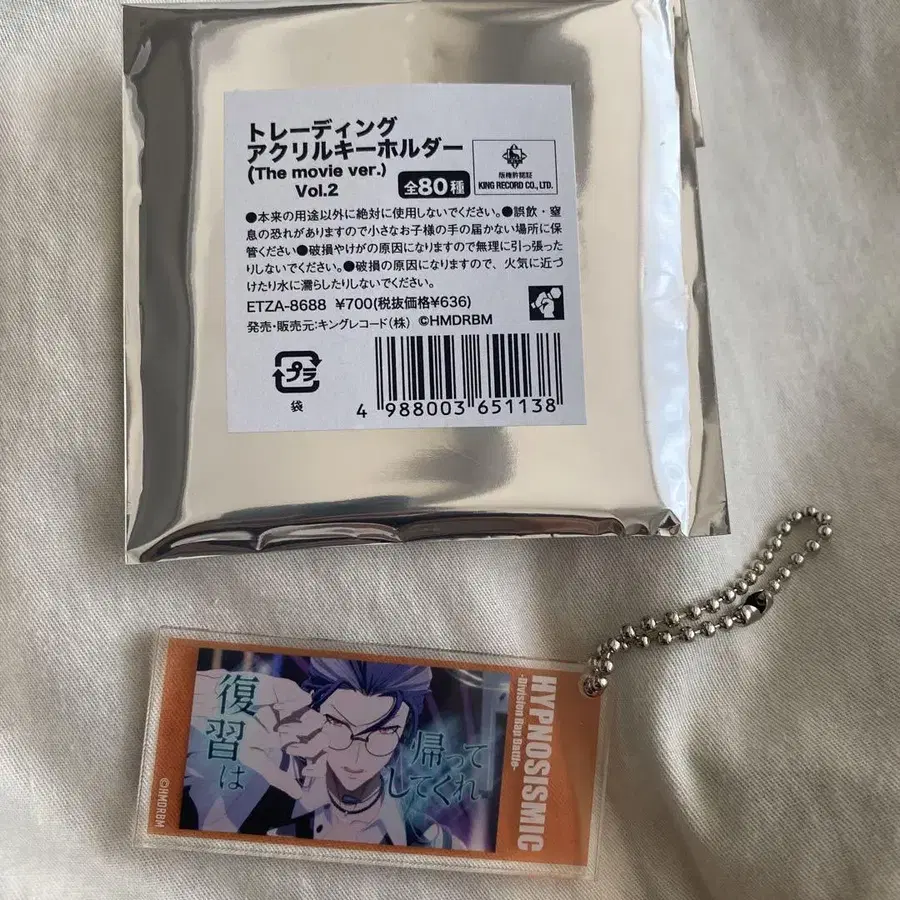 トレーディング
アクリルキーホルダー
(The movie ver.)
Vol.2
全80種
版権許諾証
KING RECORD CO., LTD.
●本来の用途以外に絶対に使用しないでください。●誤飲・窒
息の恐れがありますので小さなお子様の手の届かない場所に保
管ください●破損やけがの原因になりますので無理に引っ張った
りしないでください。●破損の原因になりますので、火気に近づ
けたり水に濡らしたりしないでください。
ETZA-8688 ¥700(税抜価格¥636)
発売・販売元:キングレコード(株) ©HMDRBM
プラ
袋
4 988003 651138
HYPNOSISMIC
-Division Rap Battle-
復習は
帰って
してくれ
©HMDRBM